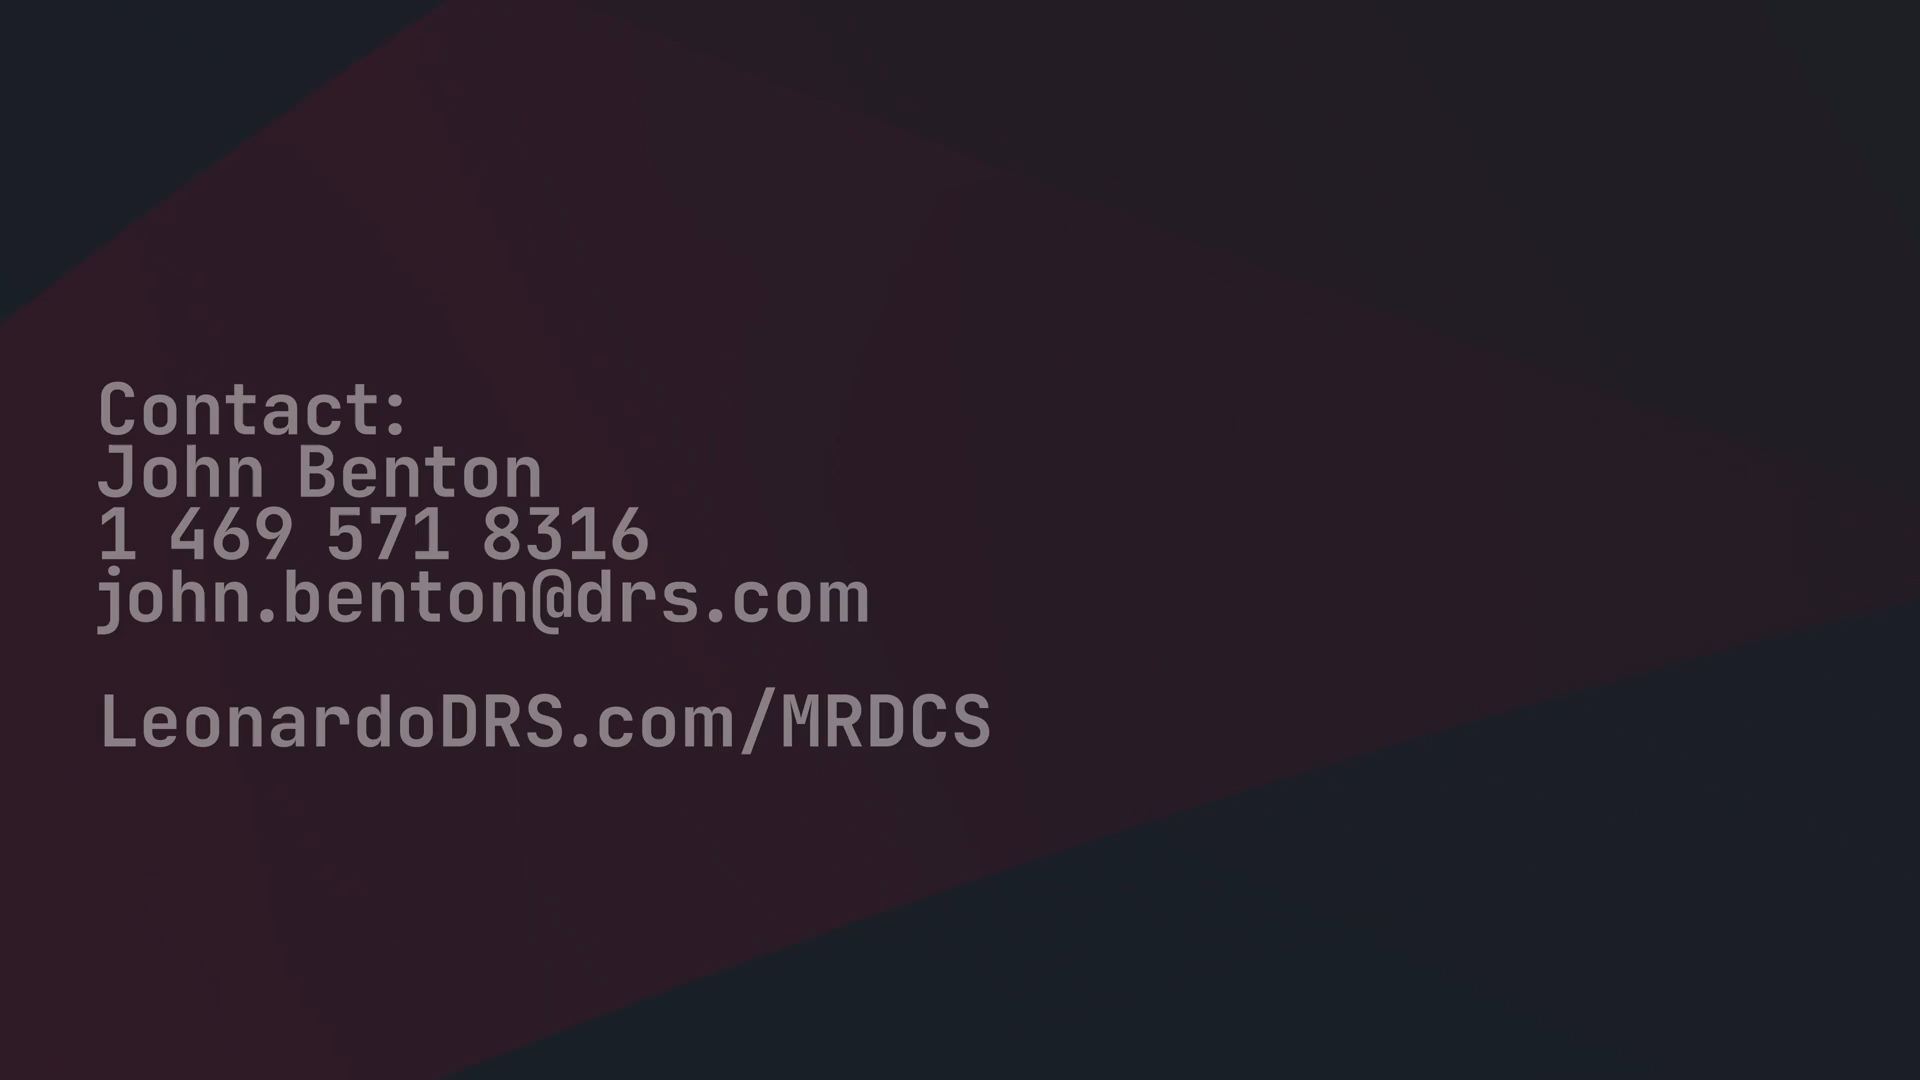 Contact:
John Benton
1 469 571 8316
john.benton@drs.com
LeonardoDRS.com/MRDCS